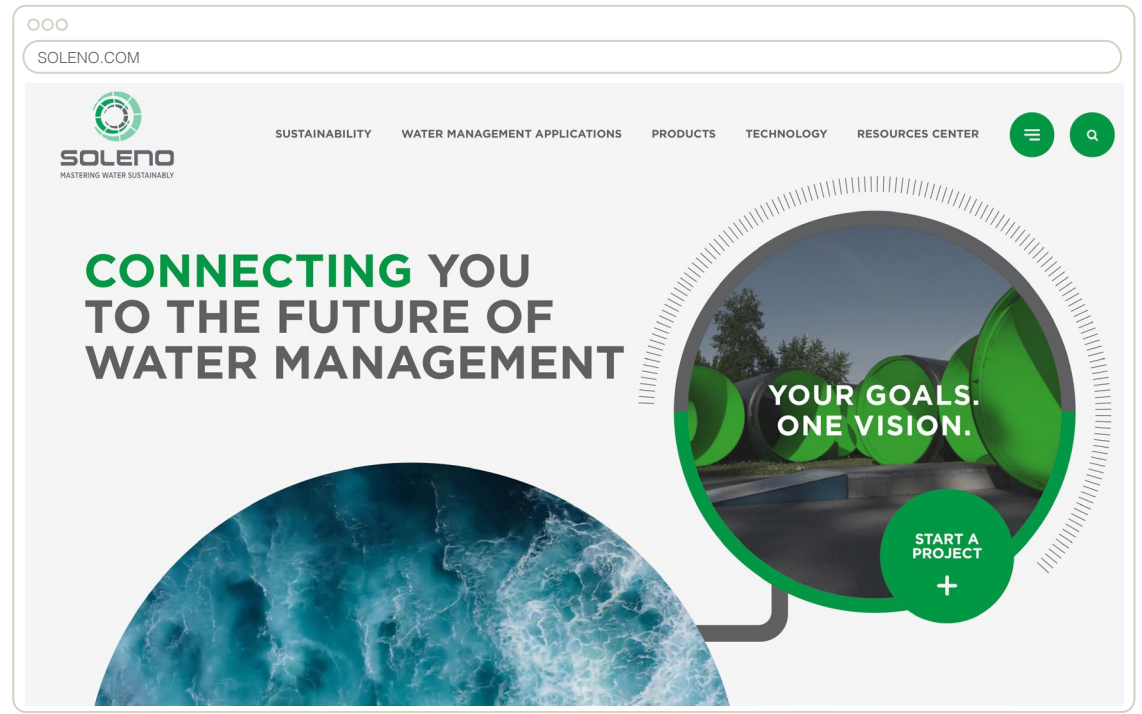 SOLENO.COM
SOLENO
MASTERING WATER SUSTAINABLY
SUSTAINABILITY
WATER MANAGEMENT APPLICATIONS
PRODUCTS
TECHNOLOGY
RESOURCES CENTER
CONNECTING YOU
TO THE FUTURE OF
WATER MANAGEMENT
YOUR GOALS.
ONE VISION.
START A
PROJECT
+